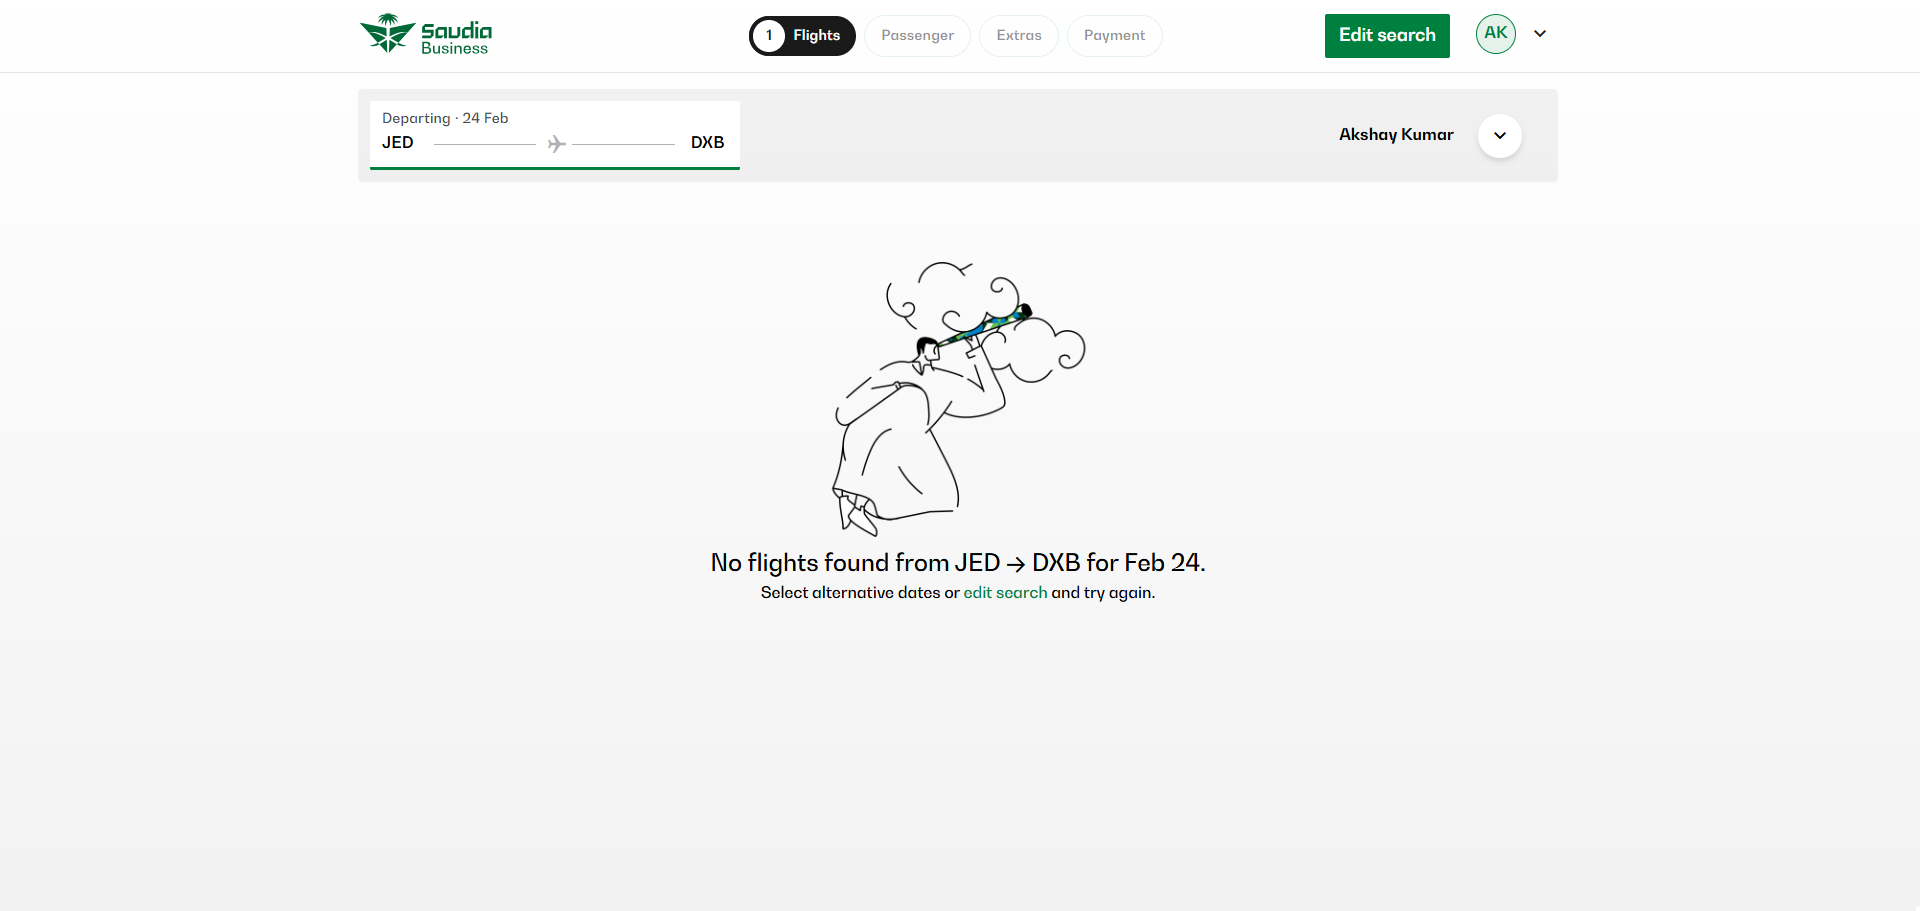 Saudia
Business
1 Flights
Passenger
Extras
Payment
Edit search
AK
Departing · 24 Feb
JED
DXB
Akshay Kumar
No flights found from JED → DXB for Feb 24.
Select alternative dates or edit search and try again.